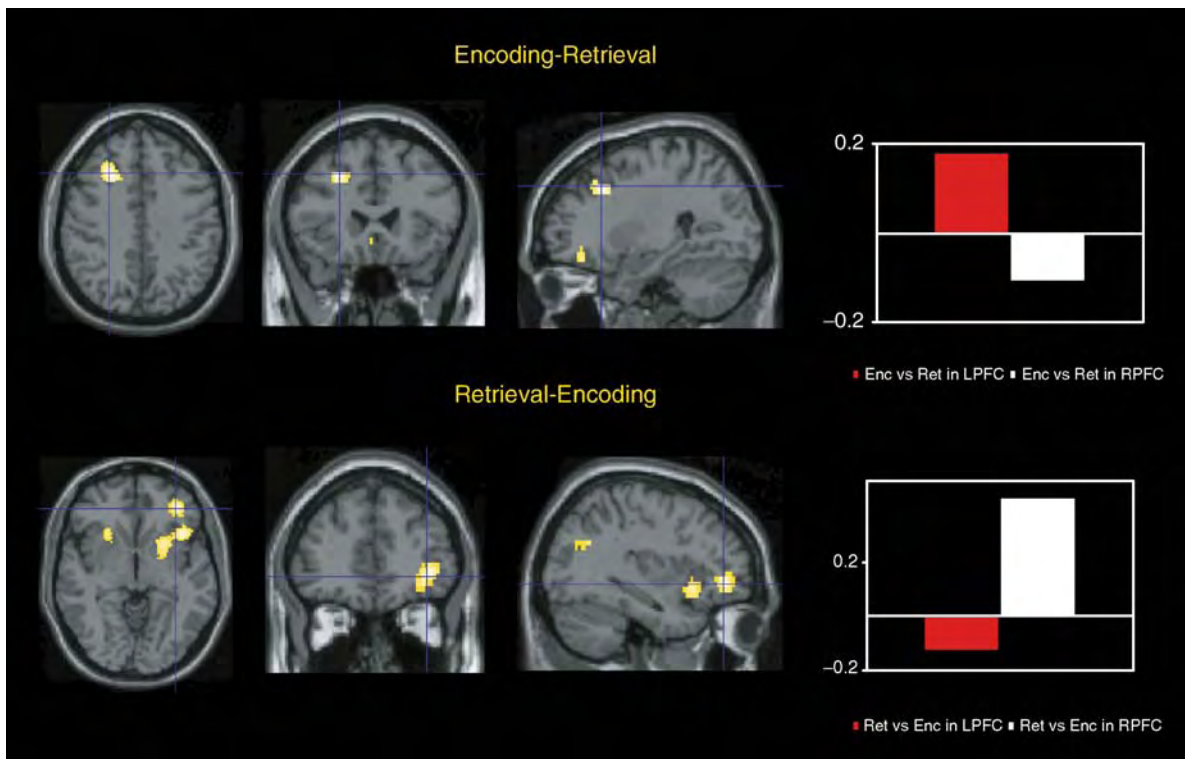 Encoding-Retrieval
0.2
−0.2
Enc vs Ret in LPFC Enc vs Ret in RPFC
Retrieval-Encoding
0.2
−0.2
Ret vs Enc in LPFC Ret vs Enc in RPFC